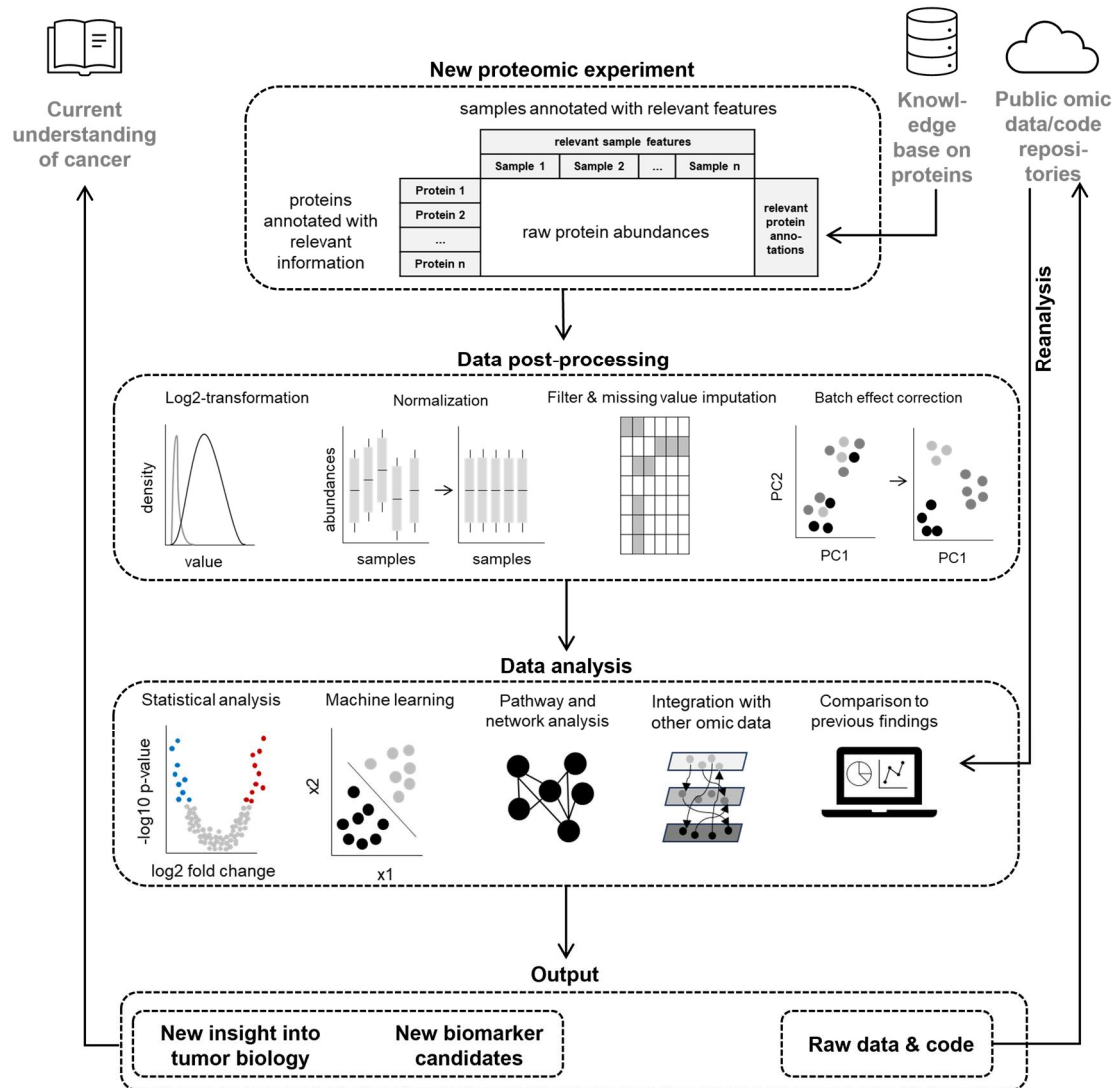 Current
understanding
of cancer
New proteomic experiment
Knowl-
edge
base on
proteins
Public omic
data/code
reposi-
tories
samples annotated with relevant features
relevant sample features
Sample 1
Sample 2
...
Sample n
proteins
annotated with
relevant
information
Protein 1
Protein 2
...
Protein n
raw protein abundances
relevant
protein
anno-
tations
Reanalysis
Data post-processing
Log2-transformation
density
value
Normalization
abundances
samples
samples
Filter & missing value imputation
Batch effect correction
PC2
PC1
PC1
Data analysis
Statistical analysis
-log10 p-value
log2 fold change
Machine learning
x2
x1
Pathway and
network analysis
Integration with
other omic data
Comparison to
previous findings
Output
New insight into
tumor biology
New biomarker
candidates
Raw data & code